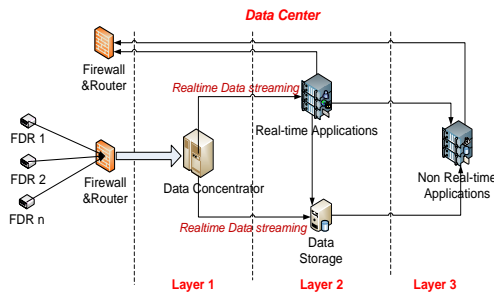 Data Center
Firewall
&Router
Realtime Data streaming
Real-time Applications
FDR 1
FDR 2
FDR n
Firewall
&Router
Data Concentrator
Non Real-time
Applications
Realtime Data streaming
Data
Storage
Layer 1
Layer 2
Layer 3